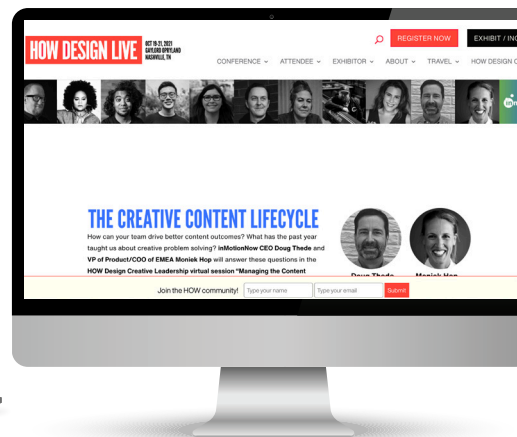 HOW DESIGN LIVE
OCT 19-21, 2021
GAYLORD OPRYLAND
NASHVILLE, TN
REGISTER NOW
EXHIBIT / IN
CONFERENCE
ATTENDEE
EXHIBITOR
ABOUT
TRAVEL
HOW DESIGN
THE CREATIVE CONTENT LIFECYCLE
How can your team drive better content outcomes? What has the past year
taught us about creative problem solving? inMotionNow CEO Doug Thede and
VP of Product/COO of EMEA Moniek Hop will answer these questions in the
HOW Design Creative Leadership virtual session "Managing the Content
Doug Thede
Moniek Hop
Join the HOW community!
Type your name
Type your email
Submit